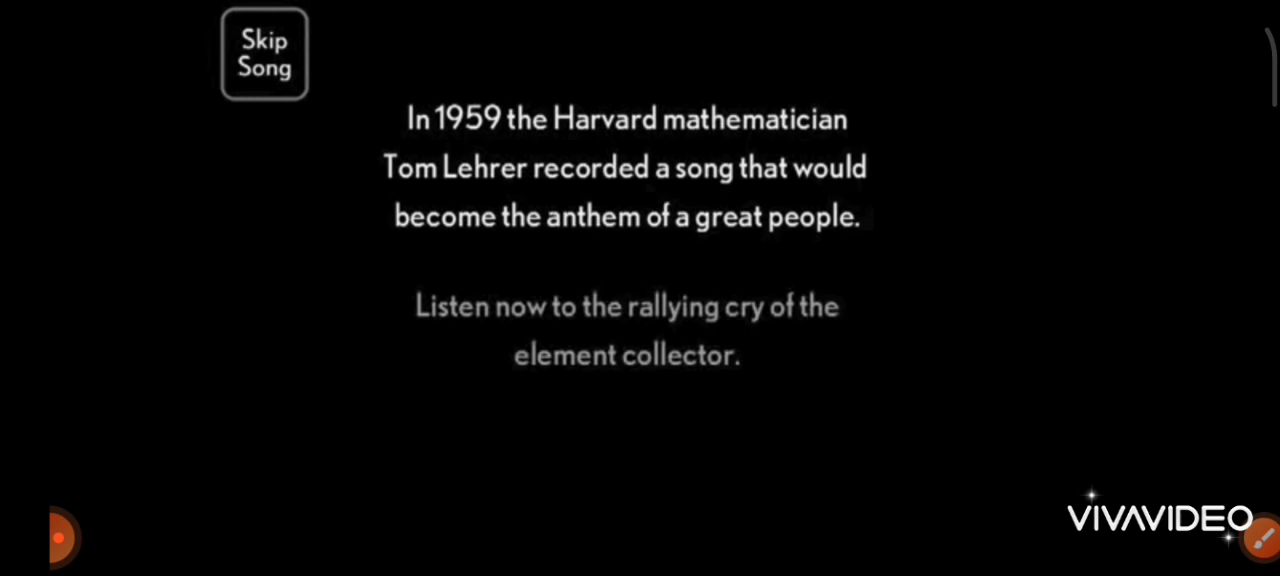 Skip
Song
In 1959 the Harvard mathematician
Tom Lehrer recorded a song that would
become the anthem of a great people.
Listen now to the rallying cry of the
element collector.
VIVAVIDEO